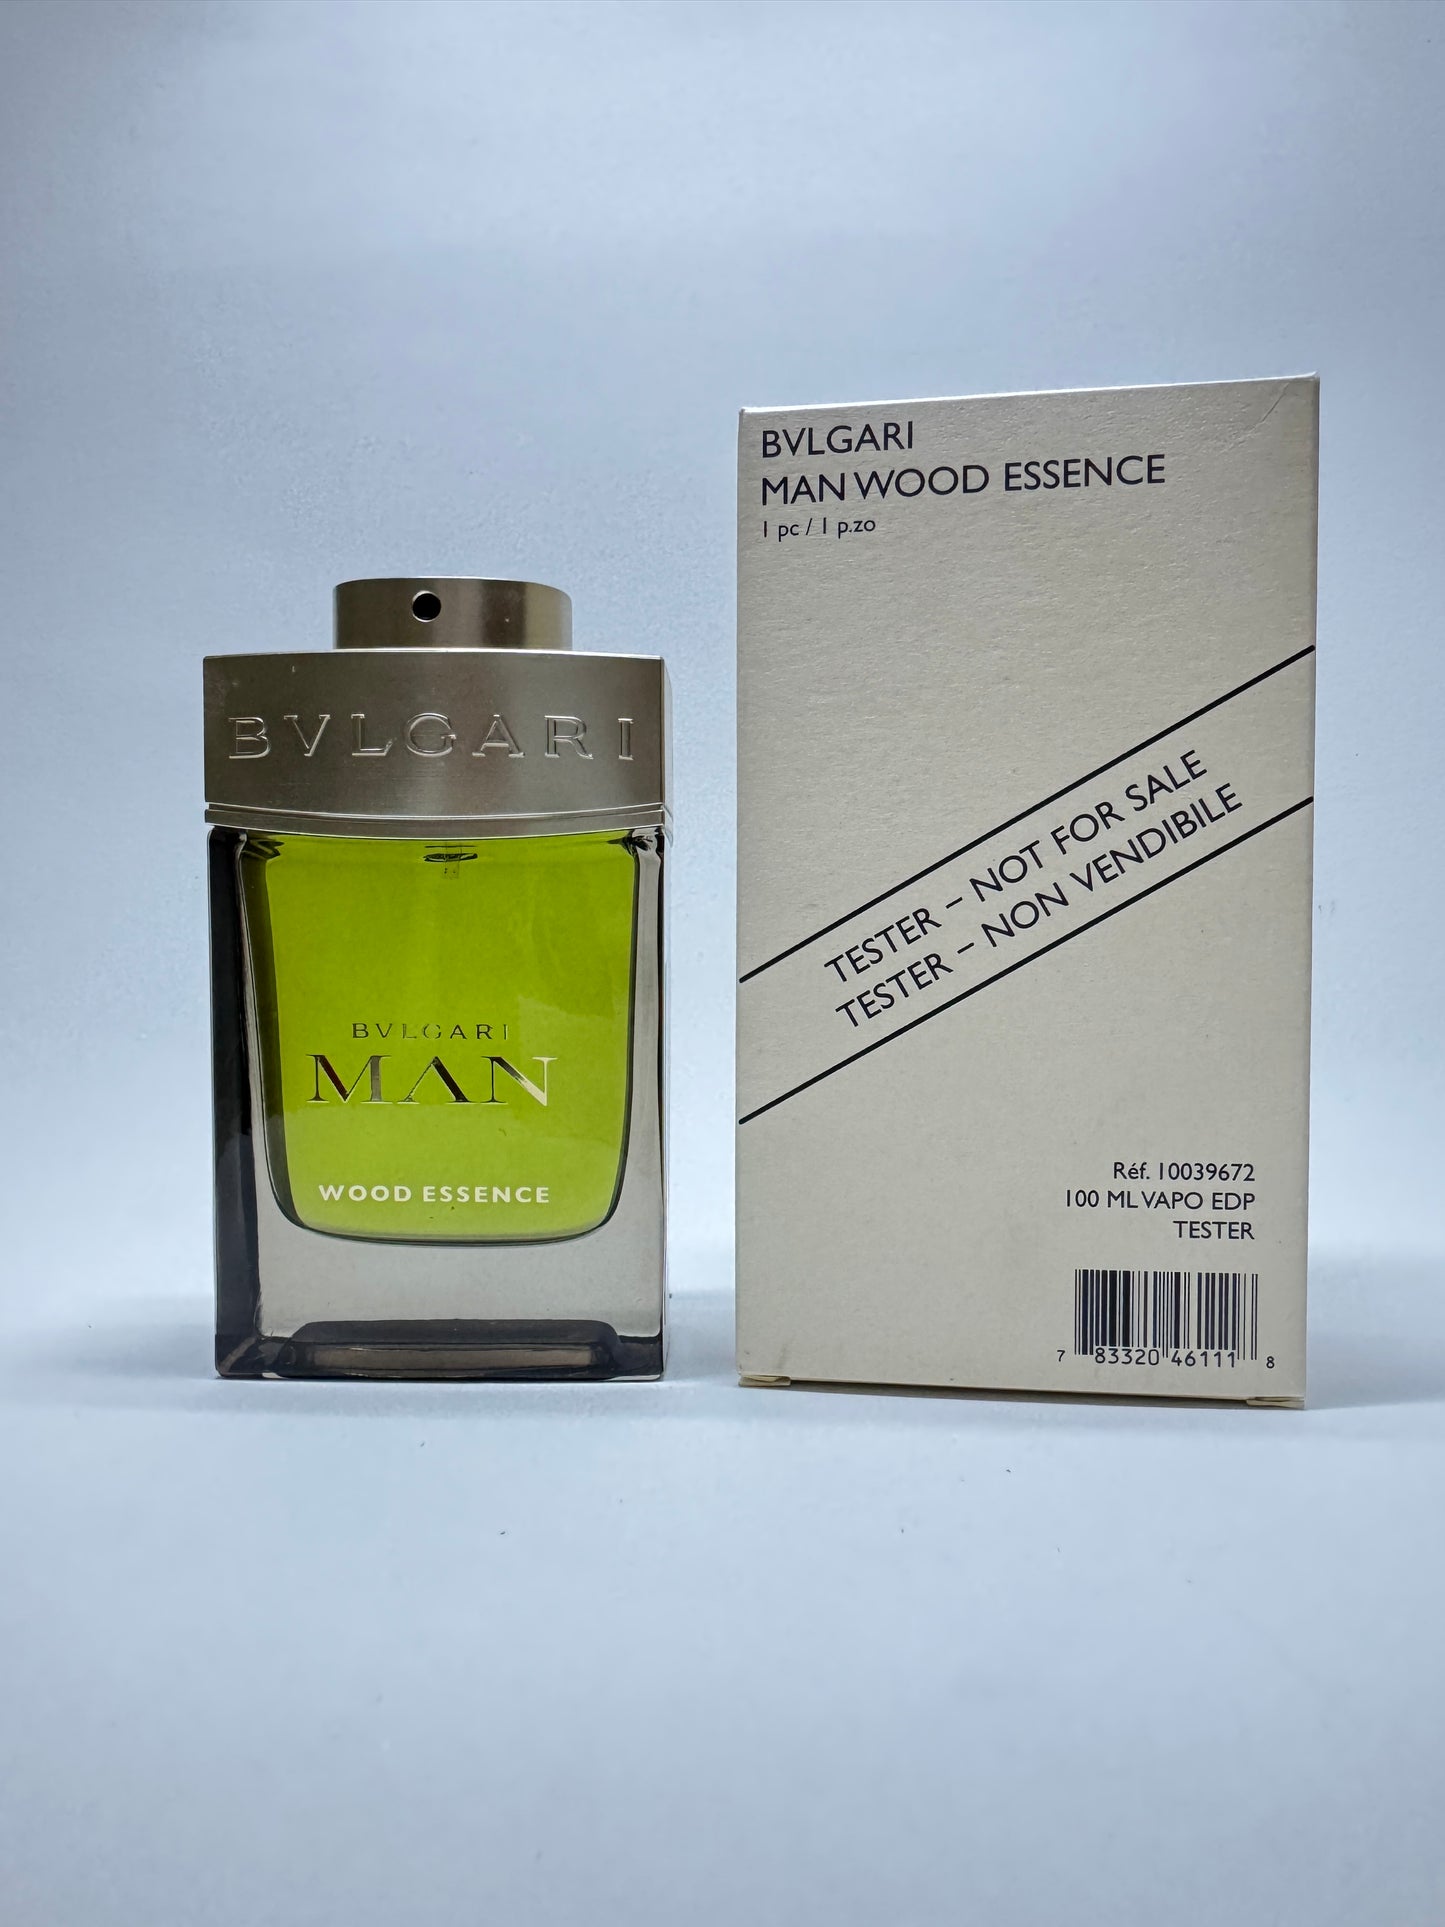 BVLGARI
BVLGARI
MAN
WOOD ESSENCE
BVLGARI
MAN WOOD ESSENCE
1 pc / 1 p.zo
TESTER – NOT FOR SALE
TESTER – NON VENDIBILE
Réf. 10039672
100 ML VAPO EDP
TESTER
7 83320 46111 8